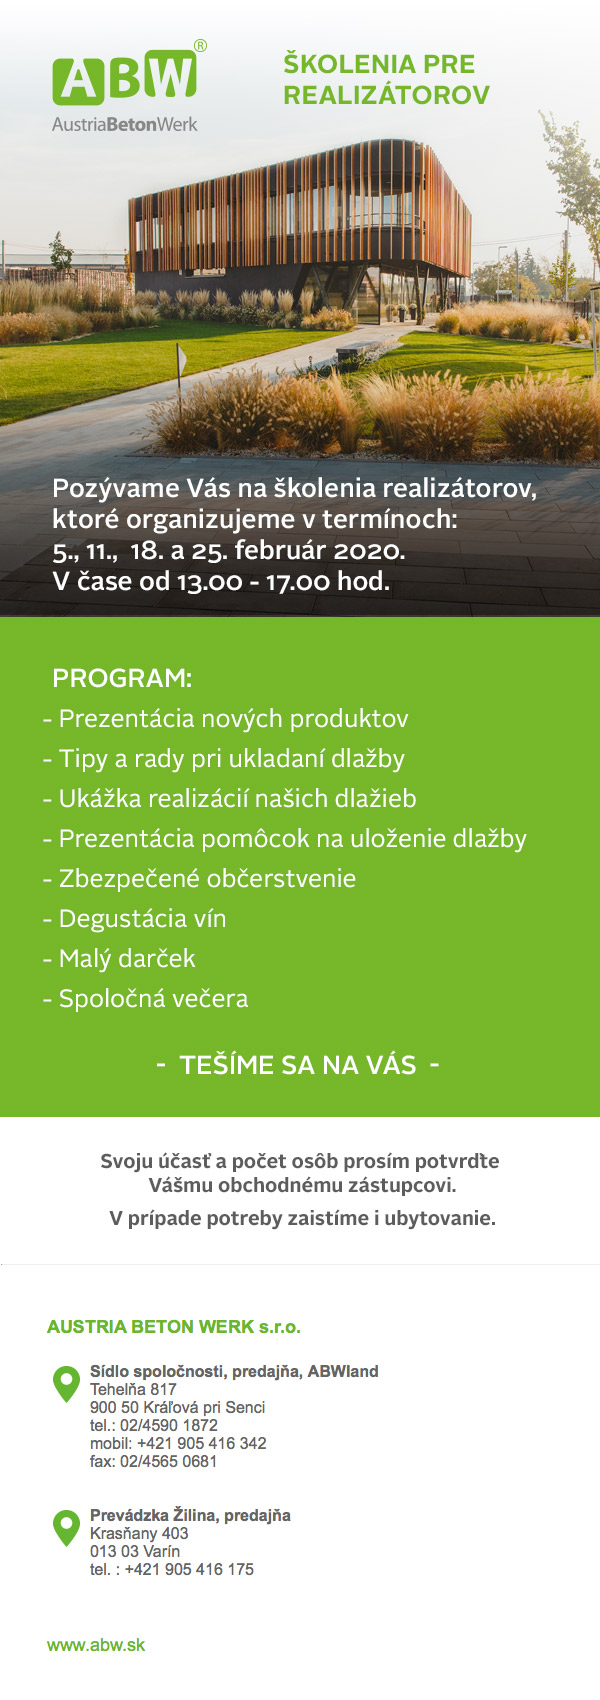 ABW®
AustriaBetonWerk
ŠKOLENIA PRE
REALIZÁTOROV
Pozývame Vás na školenia realizátorov,
ktoré organizujeme v termínoch:
5., 11., 18. a 25. február 2020.
V čase od 13.00 - 17.00 hod.
PROGRAM:
- Prezentácia nových produktov
- Tipy a rady pri ukladaní dlažby
- Ukážka realizácií našich dlažieb
- Prezentácia pomôcok na uloženie dlažby
- Zbezpečené občerstvenie
- Degustácia vín
- Malý darček
- Spoločná večera
- TEŠÍME SA NA VÁS -
Svoju účasť a počet osôb prosím potvrďte
Vášmu obchodnému zástupcovi.
V prípade potreby zaistíme i ubytovanie.
AUSTRIA BETON WERK s.r.o.
Sídlo spoločnosti, predajňa, ABWland
Tehelňa 817
900 50 Kráľová pri Senci
tel.: 02/4590 1872
mobil: +421 905 416 342
fax: 02/4565 0681
Prevádzka Žilina, predajňa
Krasňany 403
013 03 Varín
tel. : +421 905 416 175
www.abw.sk